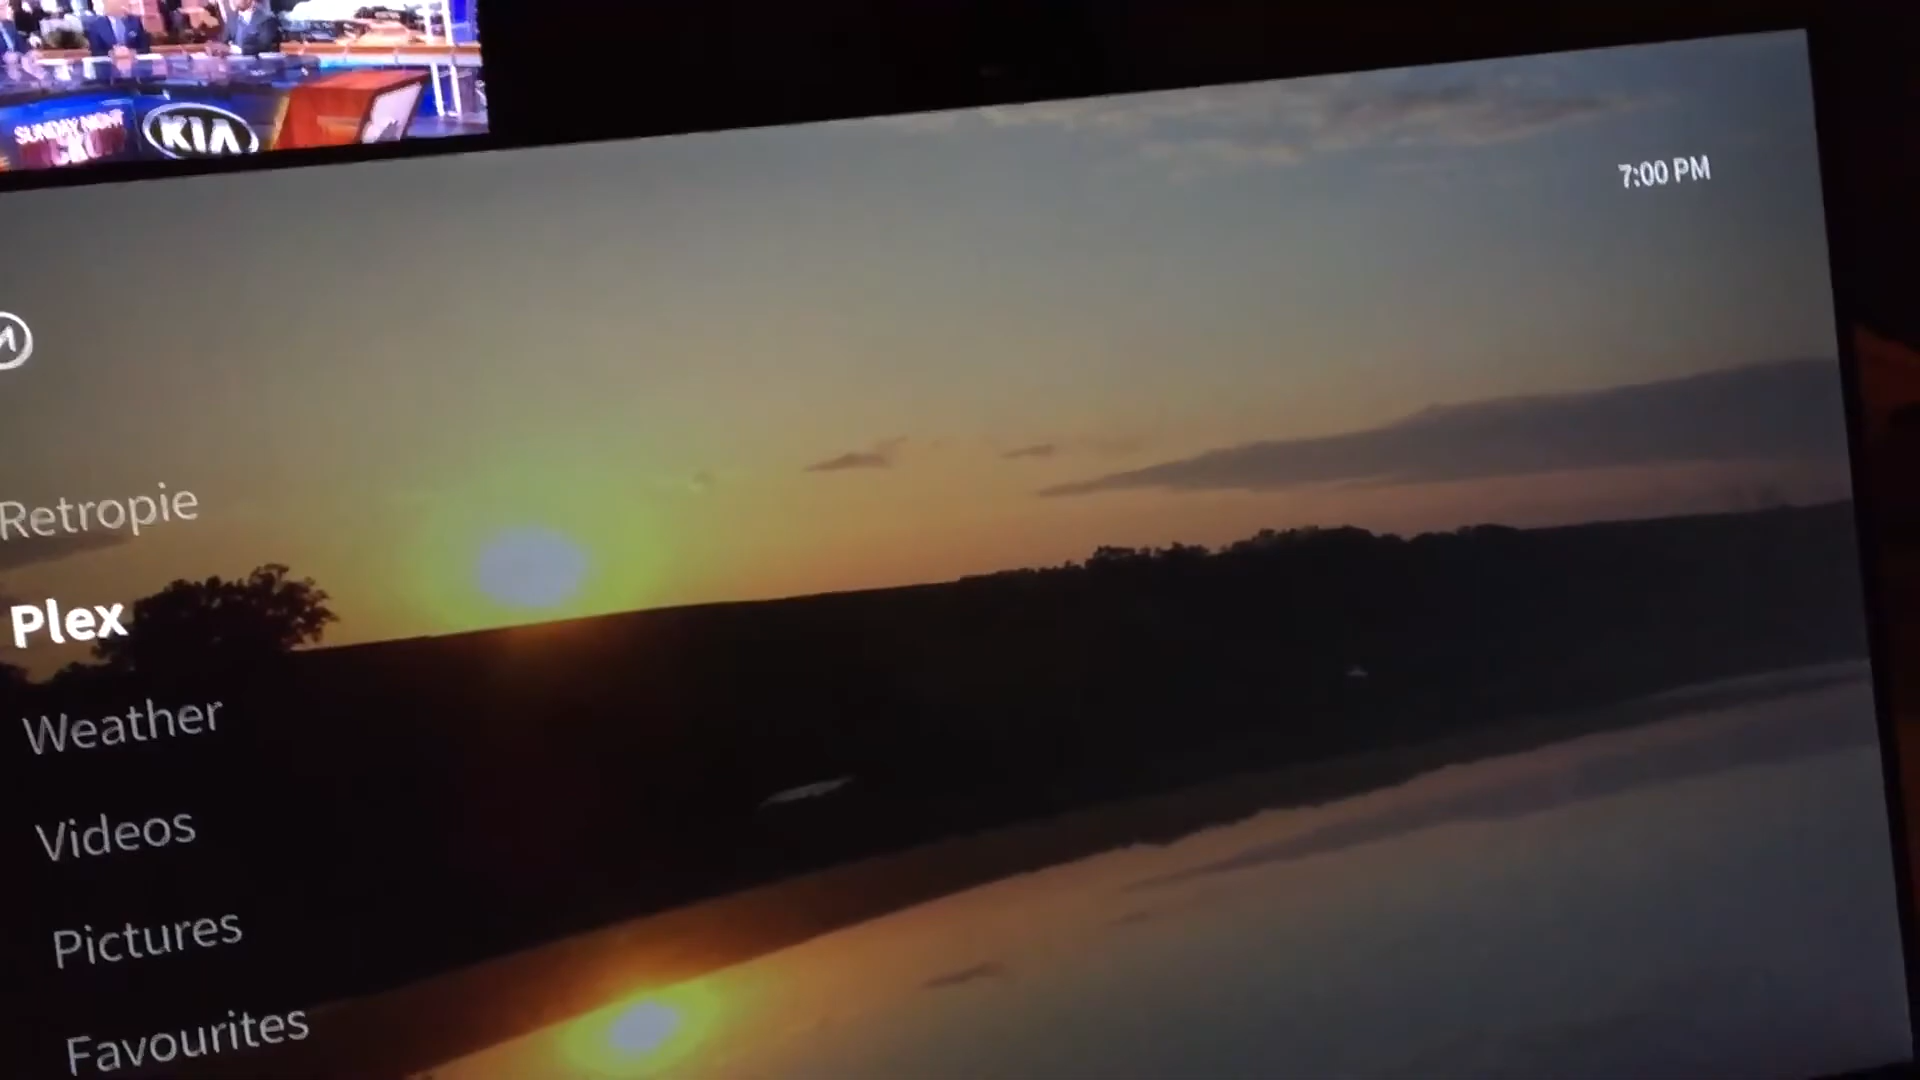 SUNDAY NIGHT
KIA
7:00 PM
Retropie
Plex
Weather
Videos
Pictures
Favourites